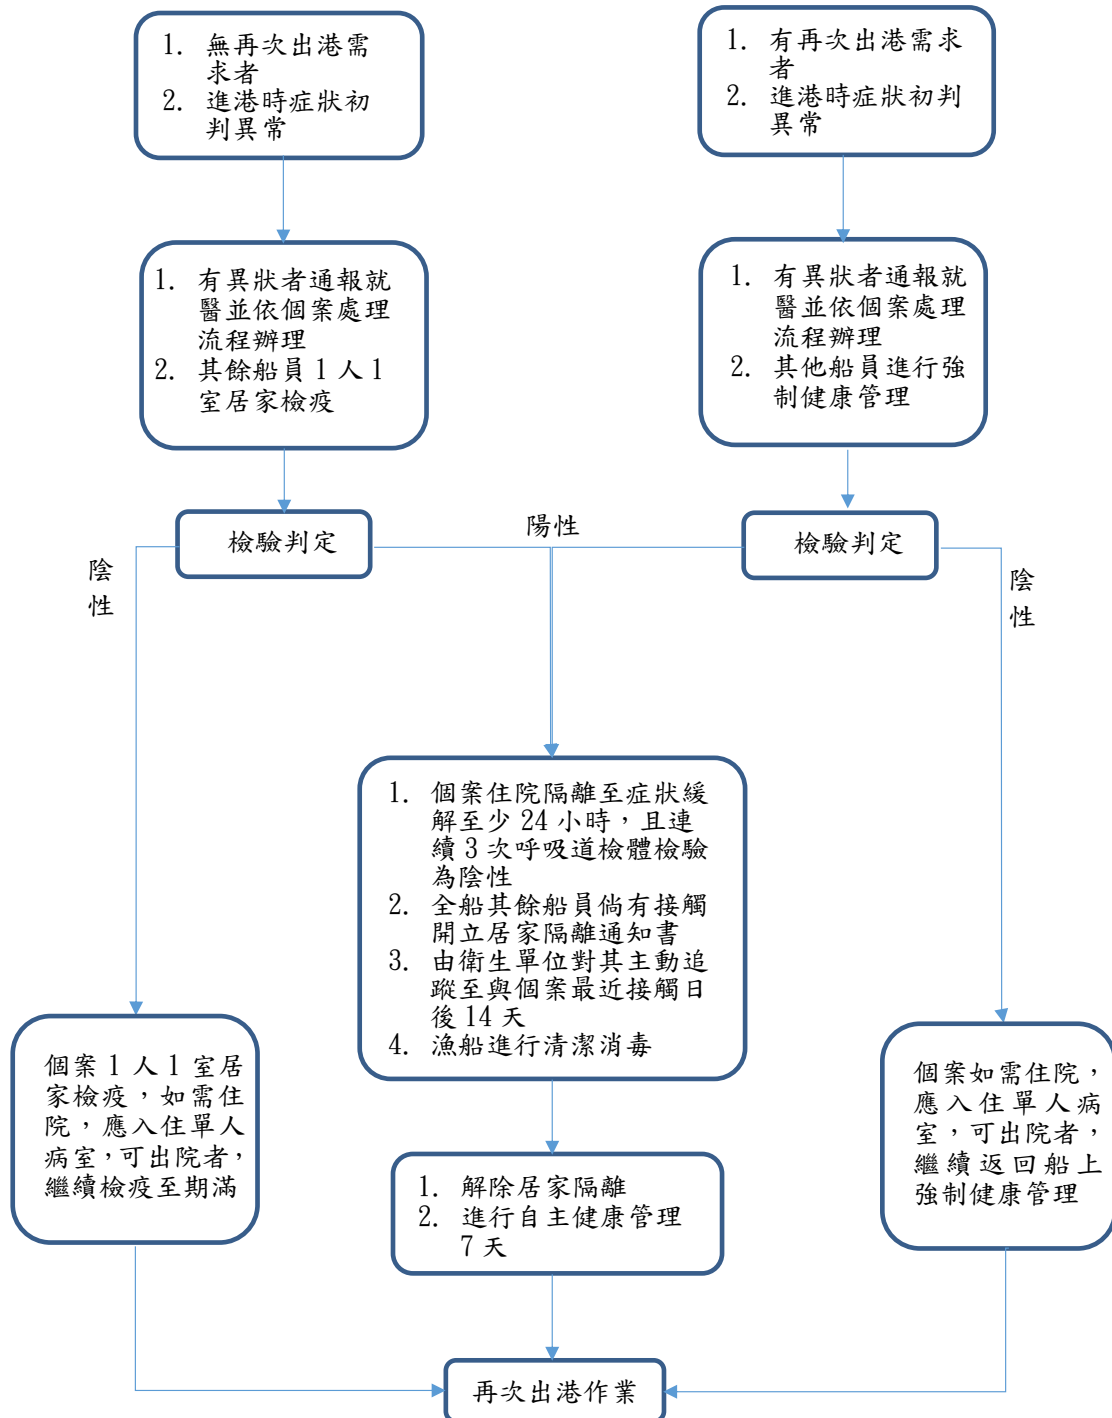 1. 無再次出港需
求者
2. 進港時症狀初
判異常
1. 有再次出港需求
者
2. 進港時症狀初判
異常
1. 有異狀者通報就
醫並依個案處理
流程辦理
2. 其餘船員1人1
室居家檢疫
1. 有異狀者通報就
醫並依個案處理
流程辦理
2. 其他船員進行強
制健康管理
檢驗判定
陽性
檢驗判定
陰
性
陰
性
1. 個案住院隔離至症狀緩
解至少24小時,且連
續3次呼吸道檢體檢驗
為陰性
2. 全船其餘船員倘有接觸
開立居家隔離通知書
3. 由衛生單位對其主動追
蹤至與個案最近接觸日
後14天
4. 漁船進行清潔消毒
個案1人1室居
家檢疫,如需住
院,應入住單人
病室,可出院者,
繼續檢疫至期滿
個案如需住院,
應入住單人病
室,可出院者,
繼續返回船上
強制健康管理
1. 解除居家隔離
2. 進行自主健康管理
7天
再次出港作業